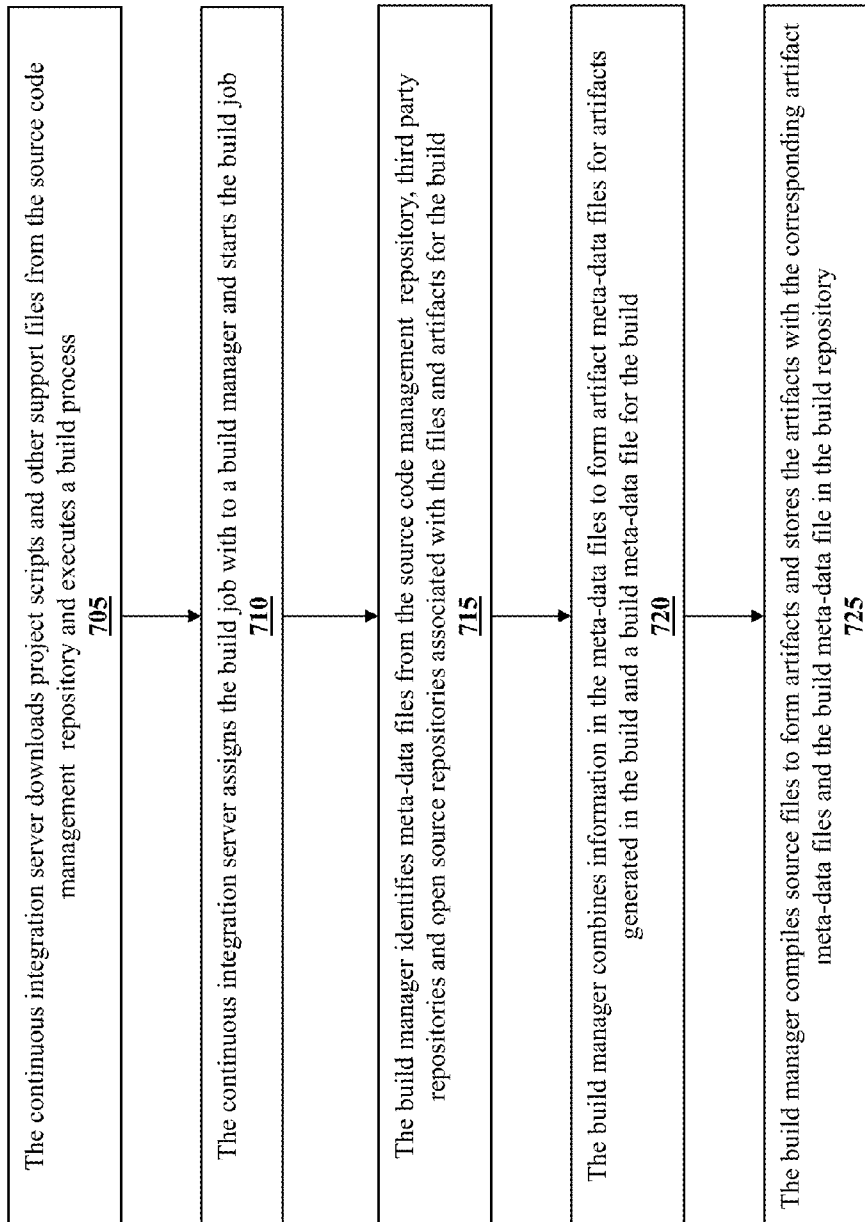 The continuous integration server downloads project scripts and other support files from the source code
management repository and executes a build process
705
The continuous integration server assigns the build job with to a build manager and starts the build job
710
The build manager identifies meta-data files from the source code management repository, third party
repositories and open source repositories associated with the files and artifacts for the build
715
The build manager combines information in the meta-data files to form artifact meta-data files for artifacts
generated in the build and a build meta-data file for the build
720
The build manager compiles source files to form artifacts and stores the artifacts with the corresponding artifact
meta-data files and the build meta-data file in the build repository
725